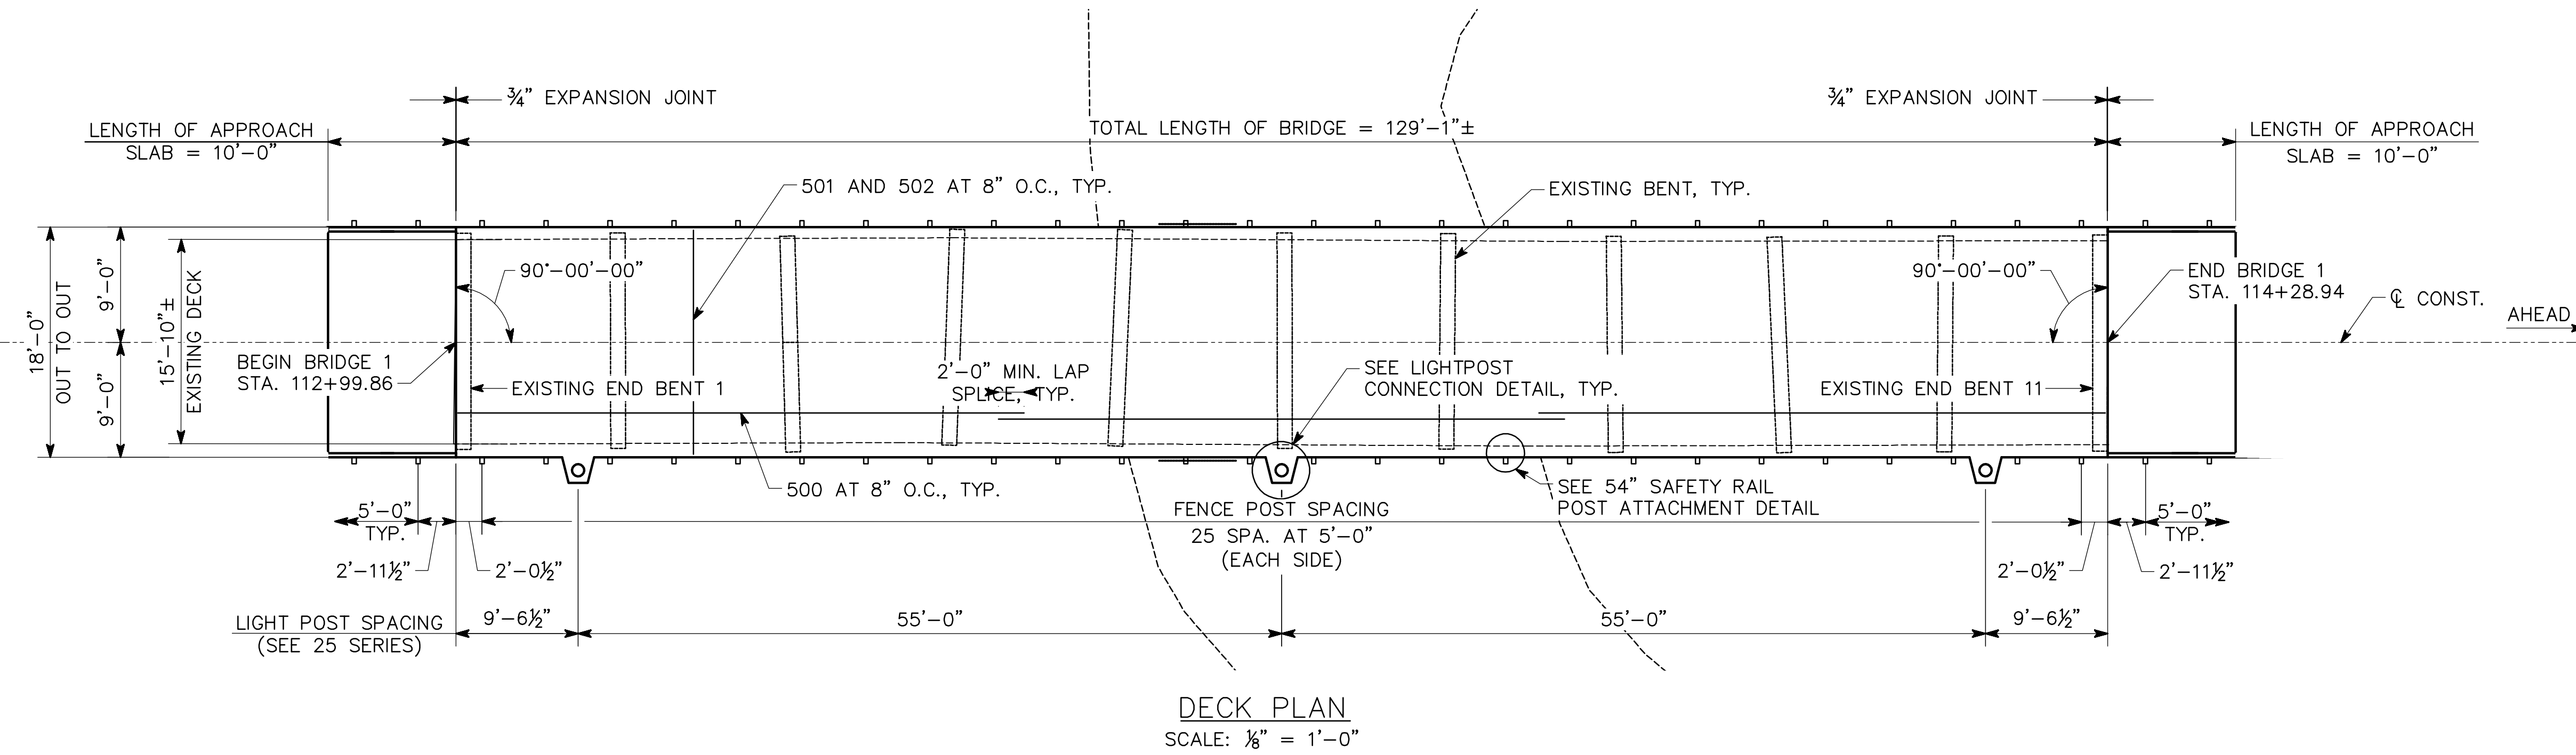 ¾" EXPANSION JOINT
¾" EXPANSION JOINT
LENGTH OF APPROACH
SLAB = 10'-0"
TOTAL LENGTH OF BRIDGE = 129'-1"±
LENGTH OF APPROACH
SLAB = 10'-0"
501 AND 502 AT 8" O.C., TYP.
EXISTING BENT, TYP.
18'-0"
OUT TO OUT
9'-0"
9'-0"
15'-10"±
EXISTING DECK
90°-00'-00"
90°-00'-00"
END BRIDGE 1
STA. 114+28.94
℄ CONST.
AHEAD
BEGIN BRIDGE 1
STA. 112+99.86
EXISTING END BENT 1
2'-0" MIN. LAP
SPLICE, TYP.
SEE LIGHTPOST
CONNECTION DETAIL, TYP.
EXISTING END BENT 11
500 AT 8" O.C., TYP.
SEE 54" SAFETY RAIL
POST ATTACHMENT DETAIL
5'-0"
TYP.
FENCE POST SPACING
25 SPA. AT 5'-0"
(EACH SIDE)
5'-0"
TYP.
2'-11½"
2'-0½"
2'-0½"
2'-11½"
LIGHT POST SPACING
(SEE 25 SERIES)
9'-6½"
55'-0"
55'-0"
9'-6½"
DECK PLAN
SCALE: ⅛" = 1'-0"